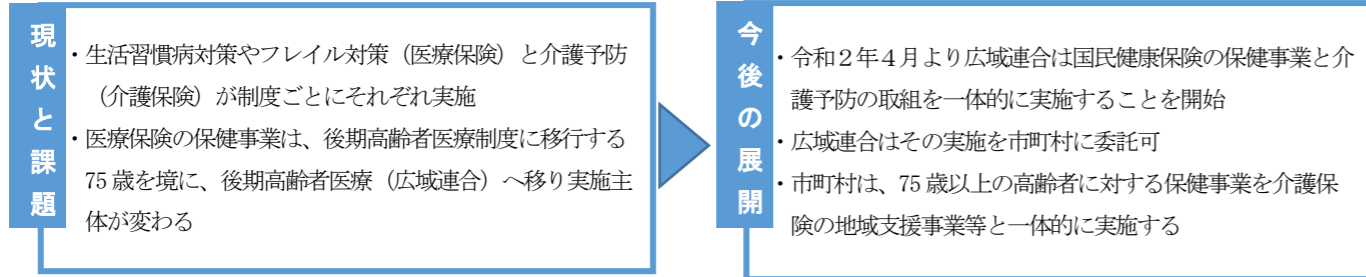 現状と課題
・生活習慣病対策やフレイル対策（医療保険）と介護予防
（介護保険）が制度ごとにそれぞれ実施
・医療保険の保健事業は、後期高齢者医療制度に移行する
75歳を境に、後期高齢者医療（広域連合）へ移り実施主
体が変わる
今後の展開
・令和２年４月より広域連合は国民健康保険の保健事業と介
護予防の取組を一体的に実施することを開始
・広域連合はその実施を市町村に委託可
・市町村は、75歳以上の高齢者に対する保健事業を介護保
険の地域支援事業等と一体的に実施する